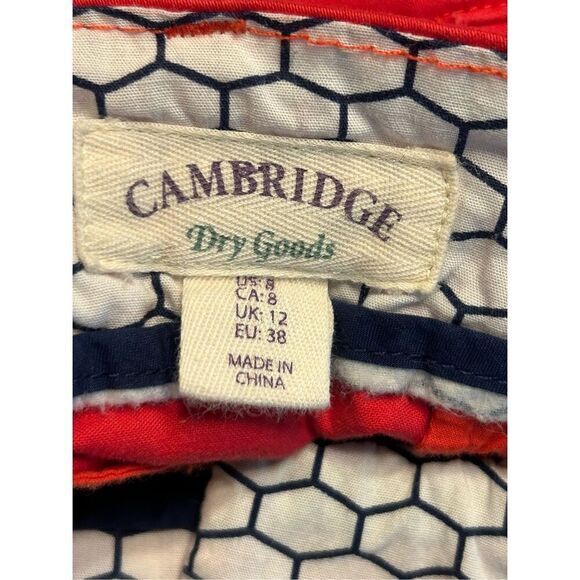 CAMBRIDGE
Dry Goods
US: 8
CA: 8
UK: 12
EU: 38
MADE IN
CHINA